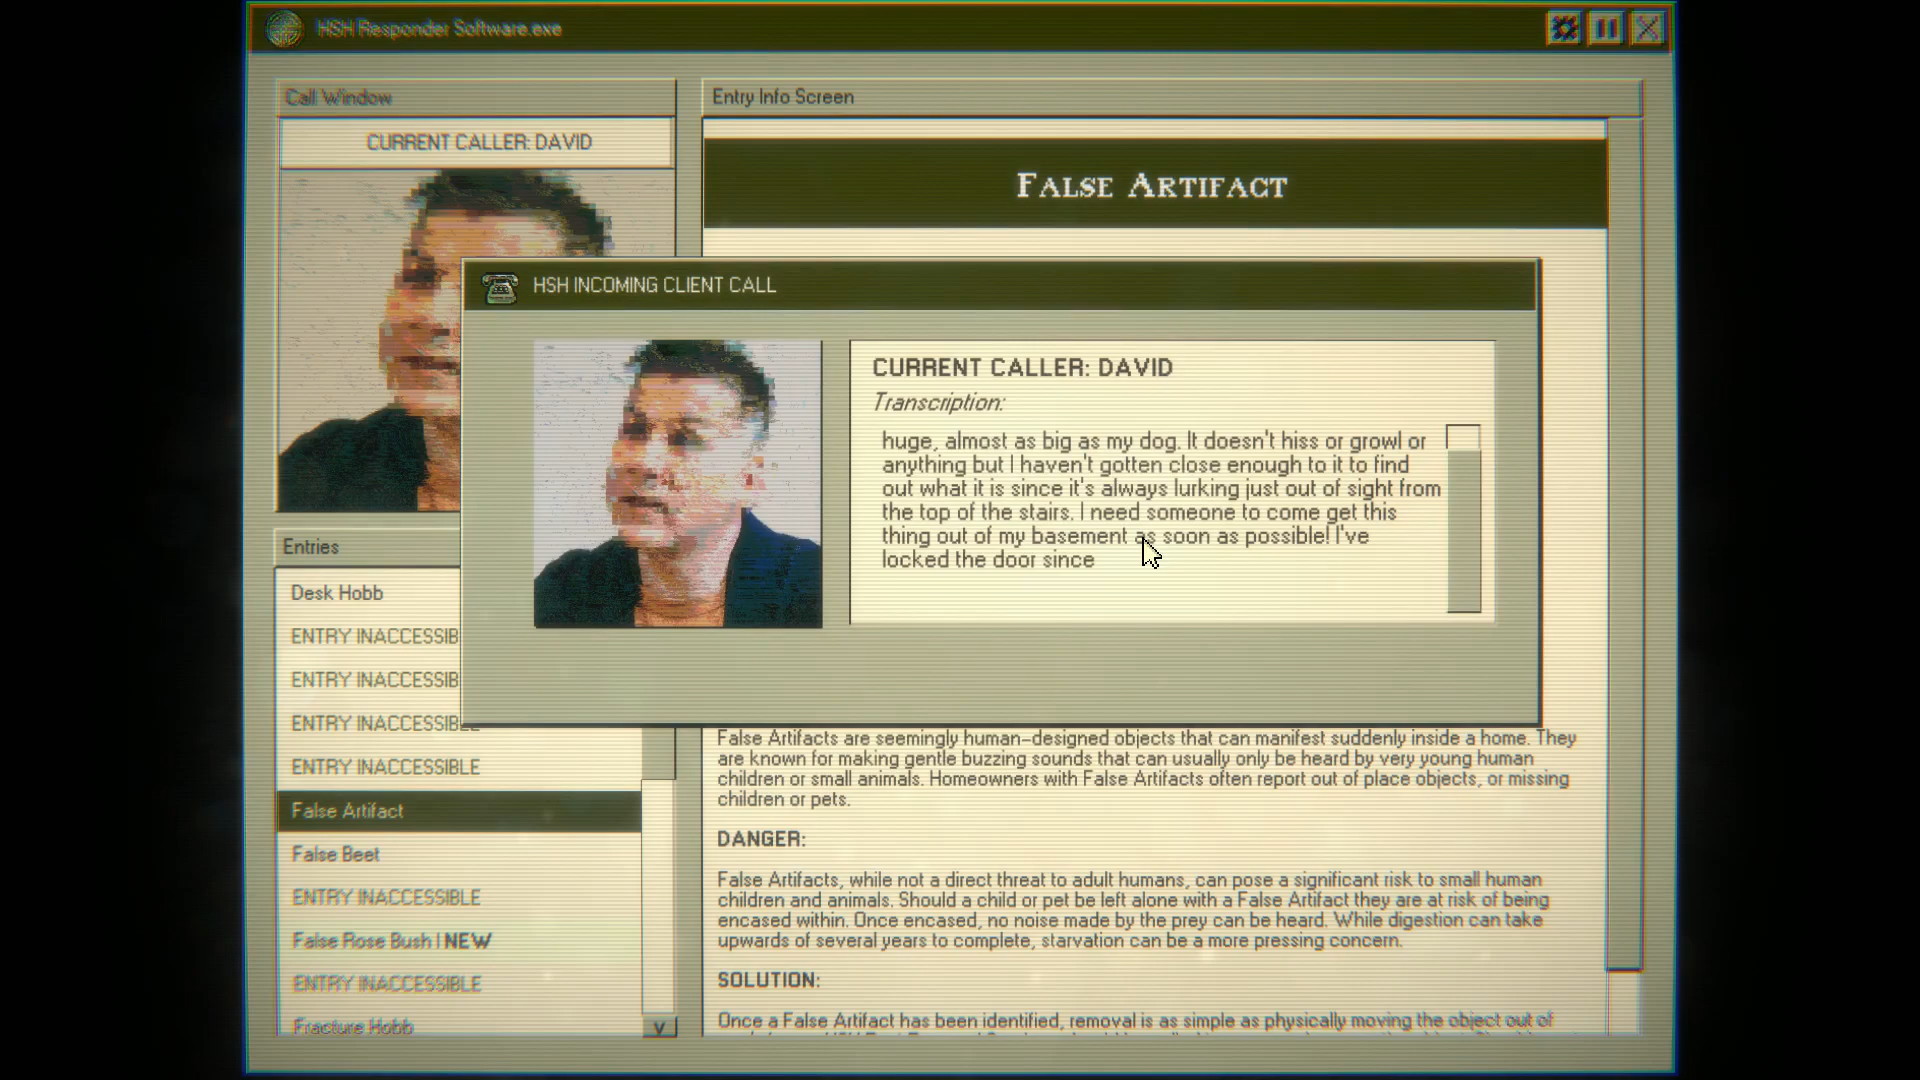 HSH Responder Software.exe
Call Window
CURRENT CALLER: DAVID
Entries
Desk Hobb
ENTRY INACCESSIB
ENTRY INACCESSIB
ENTRY INACCESSIBLE
ENTRY INACCESSIBLE
False Artifact
False Beet
ENTRY INACCESSIBLE
False Rose Bush | NEW
ENTRY INACCESSIBLE
Fracture Hobb
V
Entry Info Screen
FALSE ARTIFACT
HSH INCOMING CLIENT CALL
CURRENT CALLER: DAVID
Transcription:
huge, almost as big as my dog. It doesn't hiss or growl or
anything but I haven't gotten close enough to it to find
out what it is since it's always lurking just out of sight from
the top of the stairs. I need someone to come get this
thing out of my basement as soon as possible! I've
locked the door since
False Artifacts are seemingly human-designed objects that can manifest suddenly inside a home. They
are known for making gentle buzzing sounds that can usually only be heard by very young human
children or small animals. Homeowners with False Artifacts often report out of place objects, or missing
children or pets.
DANGER:
False Artifacts, while not a direct threat to adult humans, can pose a significant risk to small human
children and animals. Should a child or pet be left alone with a False Artifact they are at risk of being
encased within. Once encased, no noise made by the prey can be heard. While digestion can take
upwards of several years to complete, starvation can be a more pressing concern.
SOLUTION:
Once a False Artifact has been identified, removal is as simple as physically moving the object out of